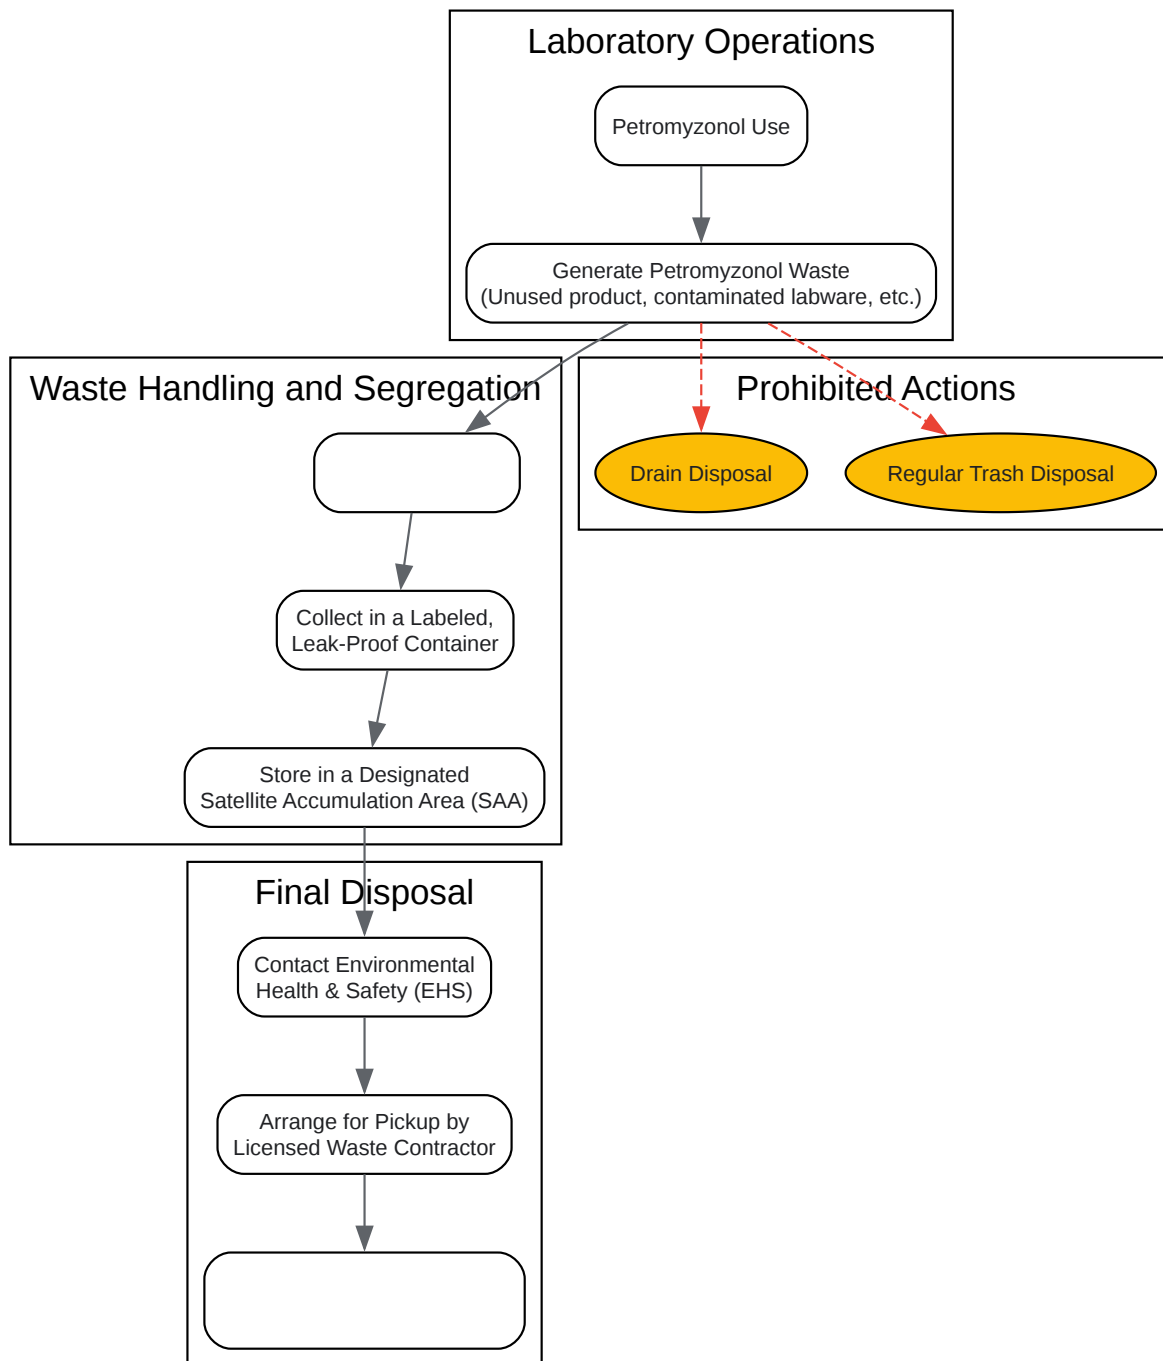 Laboratory Operations
Petromyzonol Use
Generate Petromyzonol Waste
(Unused product, contaminated labware, etc.)
Waste Handling and Segregation
Collect in a Labeled,
Leak-Proof Container
Store in a Designated
Satellite Accumulation Area (SAA)
Prohibited Actions
Drain Disposal
Regular Trash Disposal
Final Disposal
Contact Environmental
Health & Safety (EHS)
Arrange for Pickup by
Licensed Waste Contractor